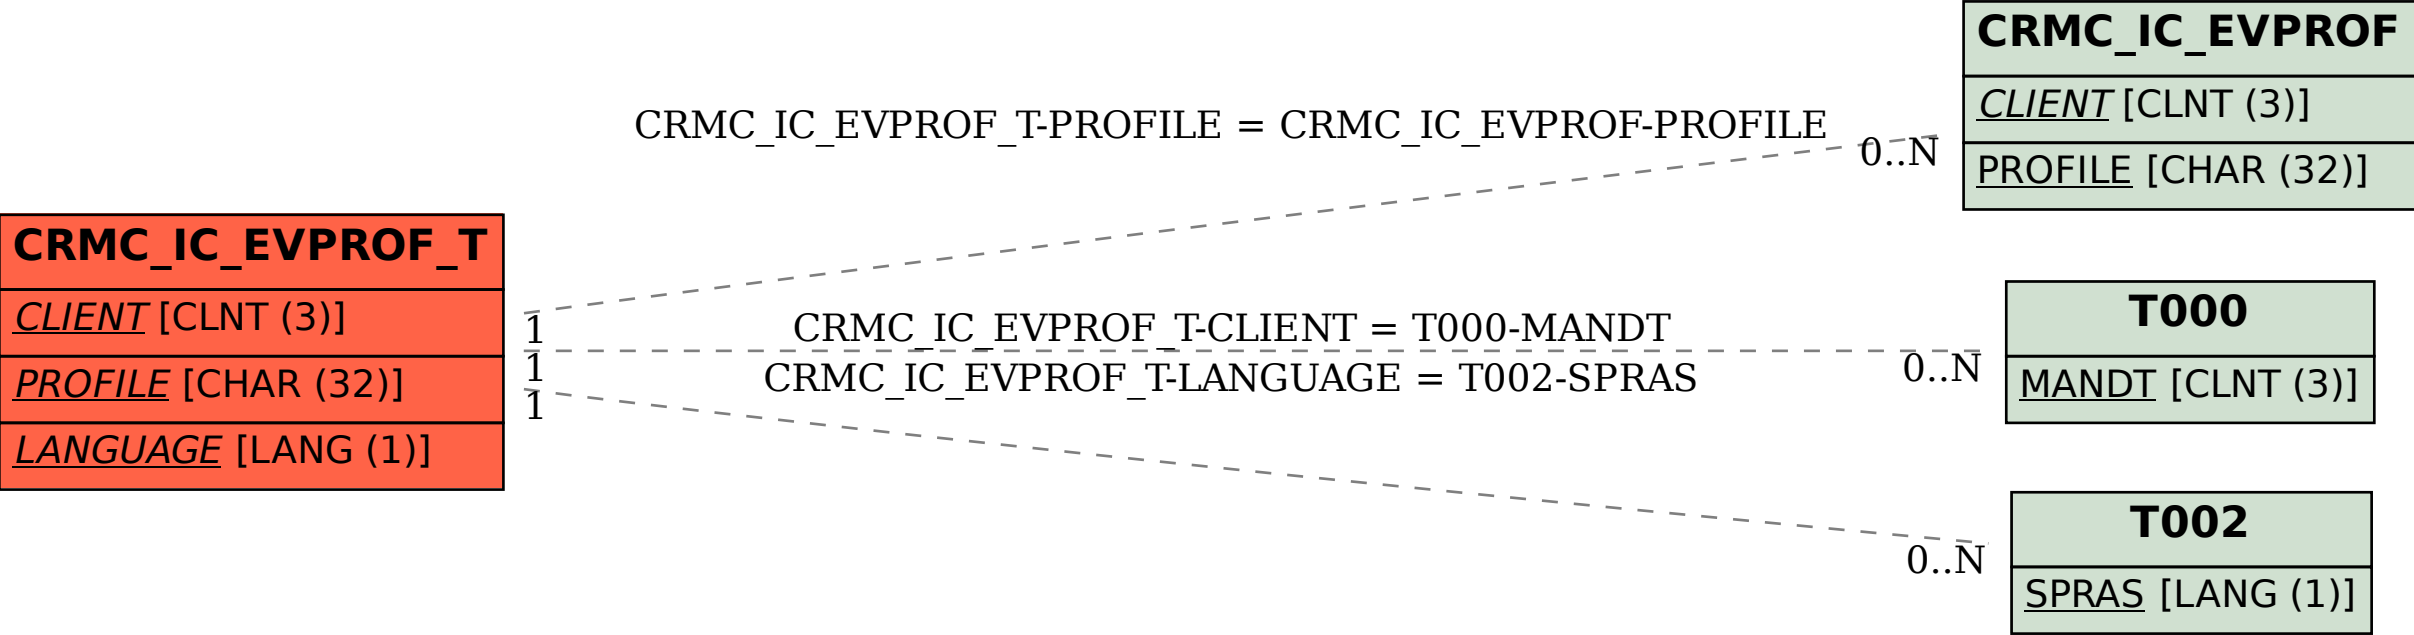 CRMC_IC_EVPROF_T
CLIENT [CLNT (3)]
PROFILE [CHAR (32)]
LANGUAGE [LANG (1)]
CRMC_IC_EVPROF_T-PROFILE = CRMC_IC_EVPROF-PROFILE
0..N
1
CRMC_IC_EVPROF_T-CLIENT = T000-MANDT
0..N
1
CRMC_IC_EVPROF_T-LANGUAGE = T002-SPRAS
0..N
1
CRMC_IC_EVPROF
CLIENT [CLNT (3)]
PROFILE [CHAR (32)]
T000
MANDT [CLNT (3)]
T002
SPRAS [LANG (1)]